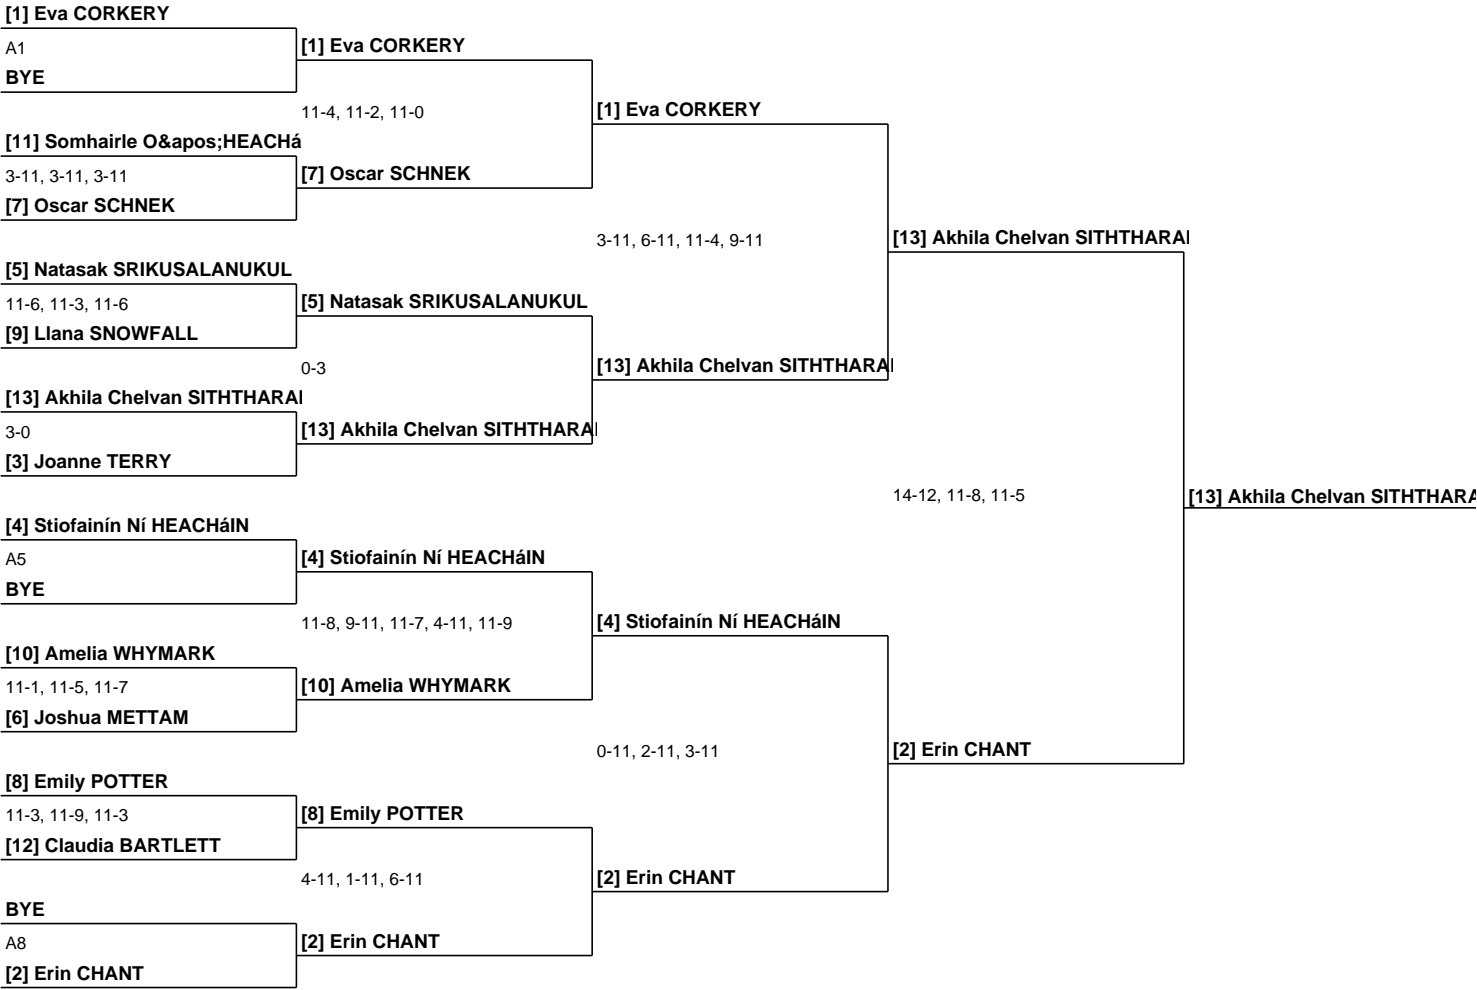 [1] Eva CORKERY
A1
BYE
[11] Somhairle O&apos;HEACHá
3-11, 3-11, 3-11
[7] Oscar SCHNEK
[5] Natasak SRIKUSALANUKUL
11-6, 11-3, 11-6
[9] Llana SNOWFALL
[13] Akhila Chelvan SITHTHARA
3-0
[3] Joanne TERRY
[4] Stiofainín Ní HEACHáIN
A5
BYE
[10] Amelia WHYMARK
11-1, 11-5, 11-7
[6] Joshua METTAM
[8] Emily POTTER
11-3, 11-9, 11-3
[12] Claudia BARTLETT
BYE
A8
[2] Erin CHANT
[1] Eva CORKERY
11-4, 11-2, 11-0
[7] Oscar SCHNEK
[5] Natasak SRIKUSALANUKUL
0-3
[13] Akhila Chelvan SITHTHARA
[4] Stiofainín Ní HEACHáIN
11-8, 9-11, 11-7, 4-11, 11-9
[10] Amelia WHYMARK
[8] Emily POTTER
4-11, 1-11, 6-11
[2] Erin CHANT
[1] Eva CORKERY
3-11, 6-11, 11-4, 9-11
[13] Akhila Chelvan SITHTHARA
[4] Stiofainín Ní HEACHáIN
0-11, 2-11, 3-11
[2] Erin CHANT
[13] Akhila Chelvan SITHTHARA
14-12, 11-8, 11-5
[2] Erin CHANT
[13] Akhila Chelvan SITHTHARA